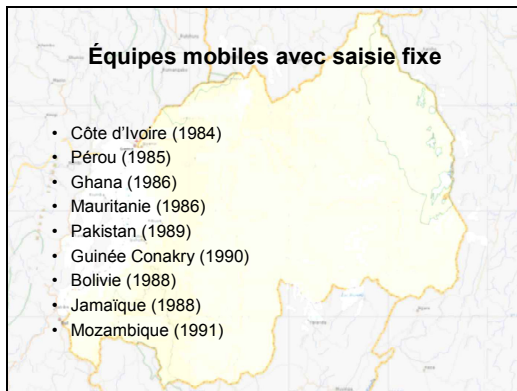 Équipes mobiles avec saisie fixe
• Côte d'Ivoire (1984)
• Pérou (1985)
• Ghana (1986)
• Mauritanie (1986)
• Pakistan (1989)
• Guinée Conakry (1990)
• Bolivie (1988)
• Jamaïque (1988)
• Mozambique (1991)